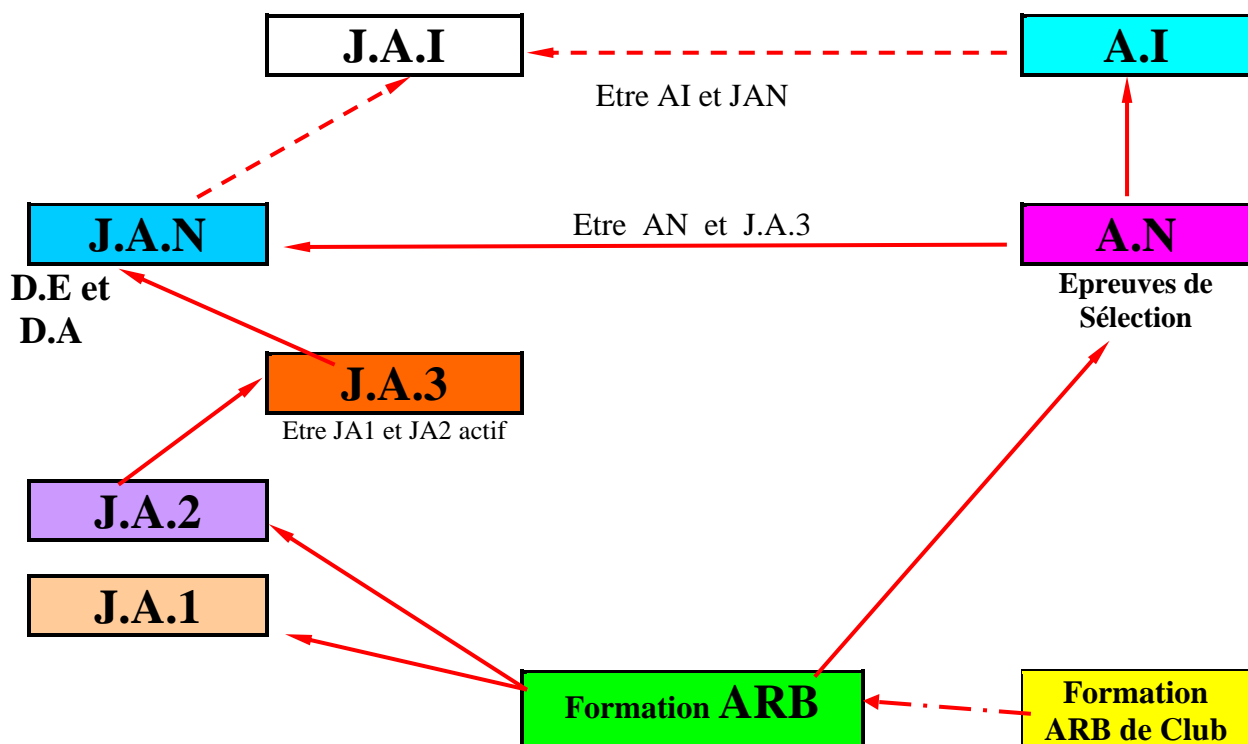 J.A.I
A.I
Etre AI et JAN
J.A.N
Etre AN et J.A.3
A.N
D.E et
D.A
Epreuves de
Sélection
J.A.3
Etre JA1 et JA2 actif
J.A.2
J.A.1
Formation ARB
Formation
ARB de Club